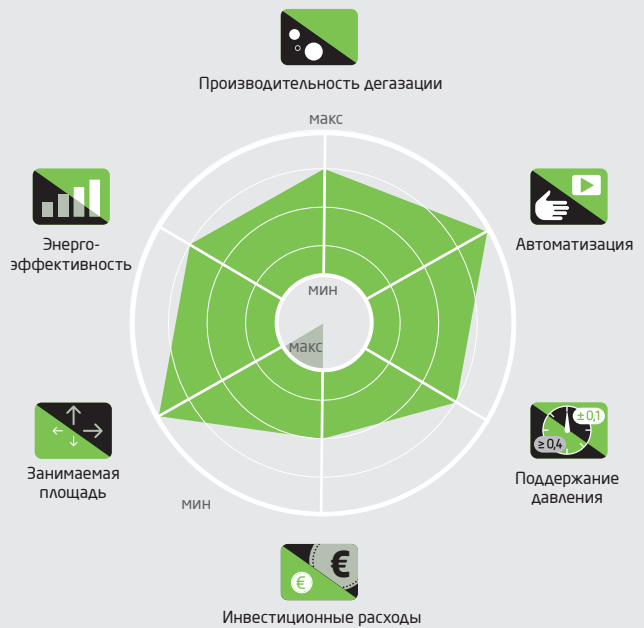 Производительность дегазации
макс
Энерго-
эффективность
Автоматизация
мин
макс
± 0,1
≥ 0,4
Занимаемая
площадь
Поддержание
давления
мин
€
€
Инвестиционные расходы